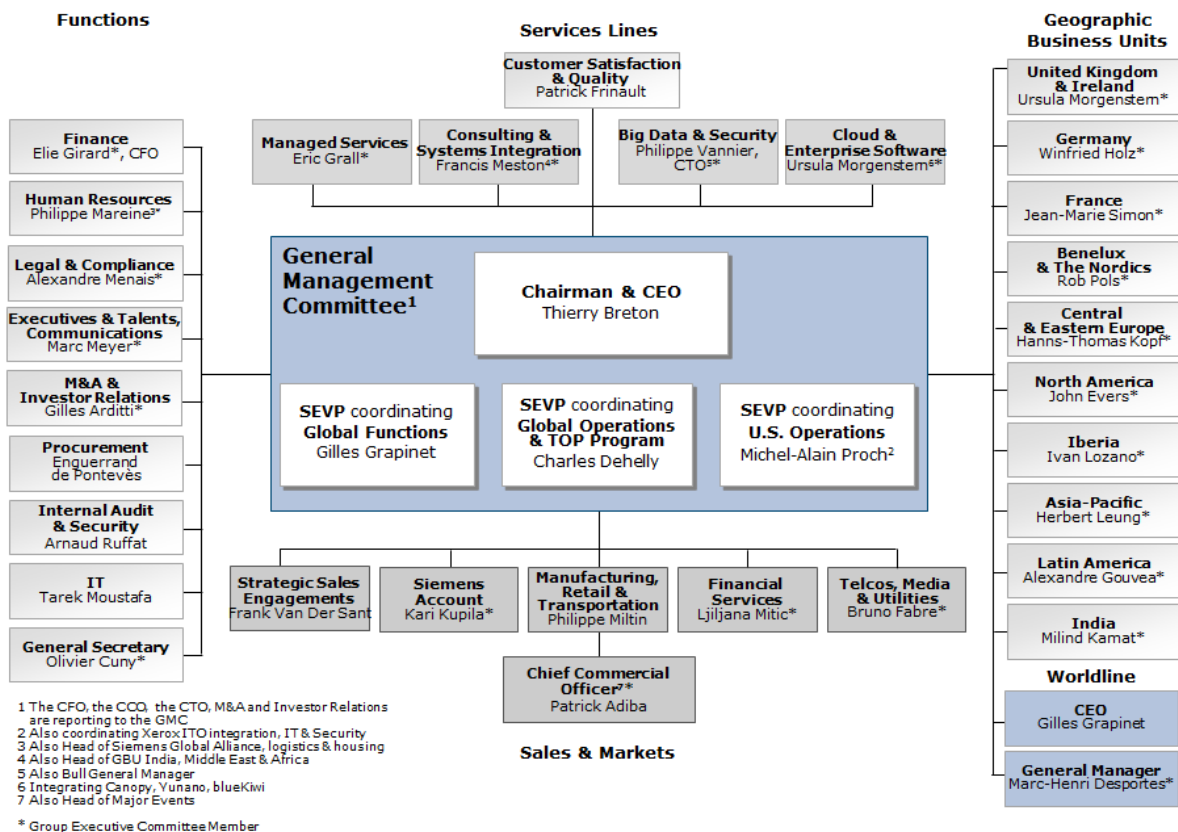 Functions
Finance
Elie Girard*, CFO
Human Resources
Philippe Mareine³*
Legal & Compliance
Alexandre Menais*
Executives & Talents,
Communications
Marc Meyer*
M&A &
Investor Relations
Gilles Arditti*
Procurement
Enguerrand
de Pontevès
Internal Audit
& Security
Arnaud Ruffat
IT
Tarek Moustafa
General Secretary
Olivier Cuny*
Services Lines
Customer Satisfaction
& Quality
Patrick Frinault
Managed Services
Eric Grall*
Consulting &
Systems Integration
Francis Meston⁴*
Big Data & Security
Philippe Vannier,
CTO⁵*
Cloud &
Enterprise Software
Ursula Morgenstern⁶*
General
Management
Committee¹
Chairman & CEO
Thierry Breton
SEVP coordinating
Global Functions
Gilles Grapinet
SEVP coordinating
Global Operations
& TOP Program
Charles Dehelly
SEVP coordinating
U.S. Operations
Michel-Alain Proch²
Strategic Sales
Engagements
Frank Van Der Sant
Siemens
Account
Kari Kupila*
Manufacturing,
Retail &
Transportation
Philippe Miltin
Financial
Services
Ljiljana Mitic*
Telcos, Media
& Utilities
Bruno Fabre*
Chief Commercial
Officer⁷*
Patrick Adiba
Sales & Markets
Geographic
Business Units
United Kingdom
& Ireland
Ursula Morgenstern*
Germany
Winfried Holz*
France
Jean-Marie Simon*
Benelux
& The Nordics
Rob Pols*
Central
& Eastern Europe
Hanns-Thomas Kopf*
North America
John Evers*
Iberia
Ivan Lozano*
Asia-Pacific
Herbert Leung*
Latin America
Alexandre Gouvea*
India
Milind Kamat*
Worldline
CEO
Gilles Grapinet
General Manager
Marc-Henri Desportes*
1 The CFO, the CCO, the CTO, M&A and Investor Relations
are reporting to the GMC
2 Also coordinating Xerox ITO integration, IT & Security
3 Also Head of Siemens Global Alliance, logistics & housing
4 Also Head of GBU India, Middle East & Africa
5 Also Bull General Manager
6 Integrating Canopy, Yunano, blueKiwi
7 Also Head of Major Events
* Group Executive Committee Member